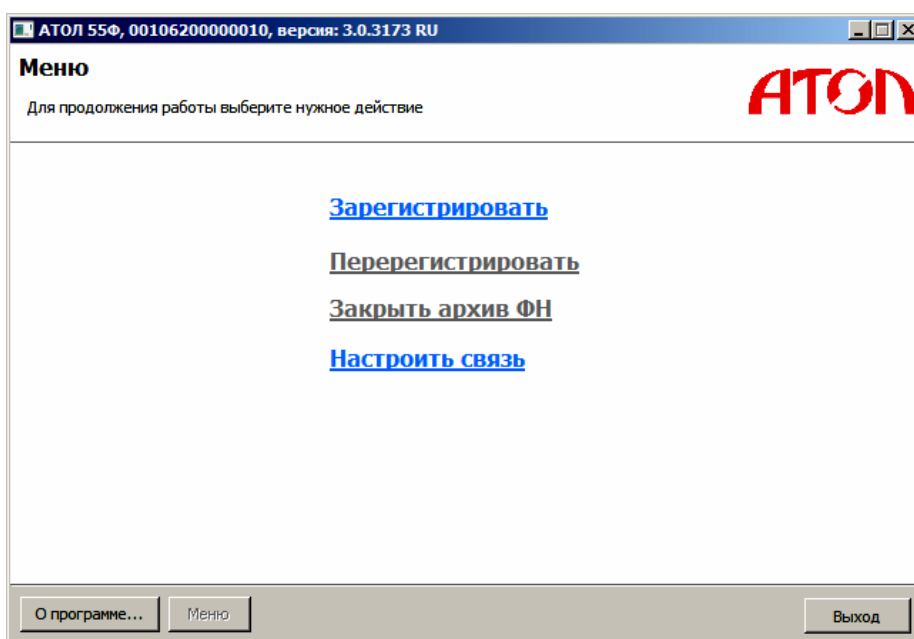 АТОЛ 55Ф, 00106200000010, версия: 3.0.3173 RU
Меню
Для продолжения работы выберите нужное действие
АТОЛ
Зарегистрировать
Перерегистрировать
Закрыть архив ФН
Настроить связь
О программе...
Меню
Выход